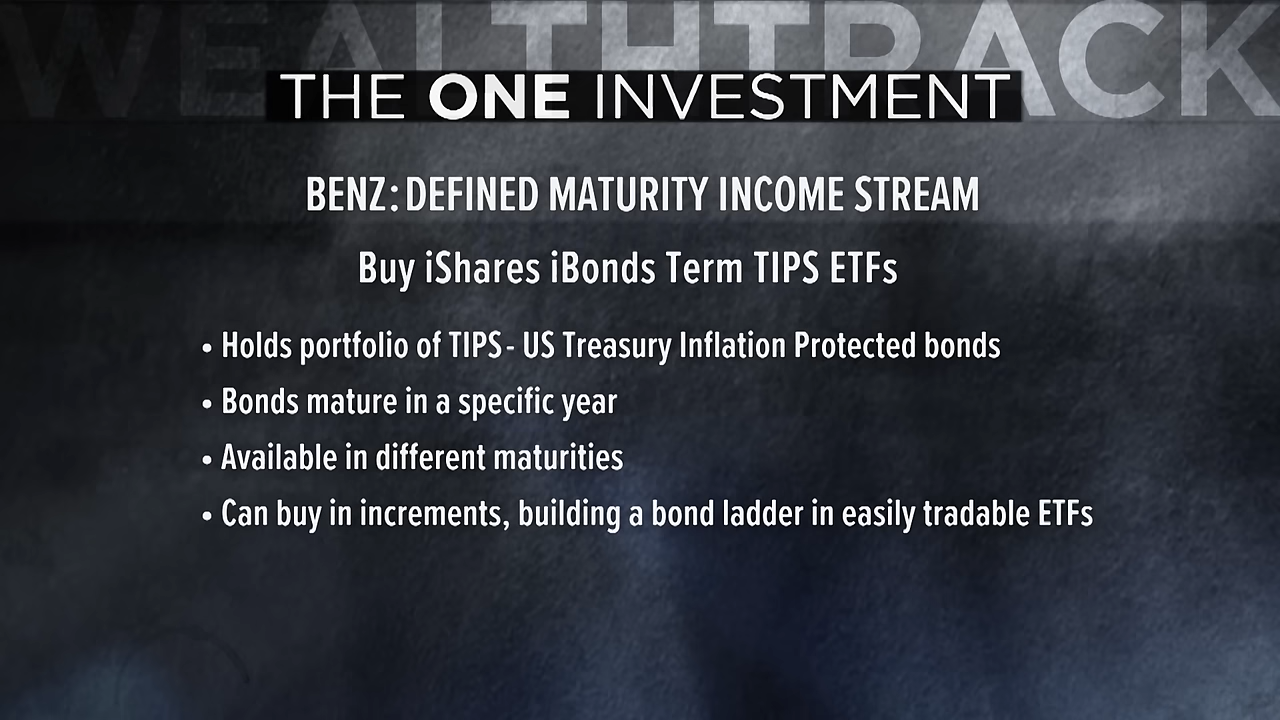 WEALTHTRACK
THE ONE INVESTMENT
BENZ: DEFINED MATURITY INCOME STREAM
Buy iShares iBonds Term TIPS ETFs
• Holds portfolio of TIPS - US Treasury Inflation Protected bonds
• Bonds mature in a specific year
• Available in different maturities
• Can buy in increments, building a bond ladder in easily tradable ETFs